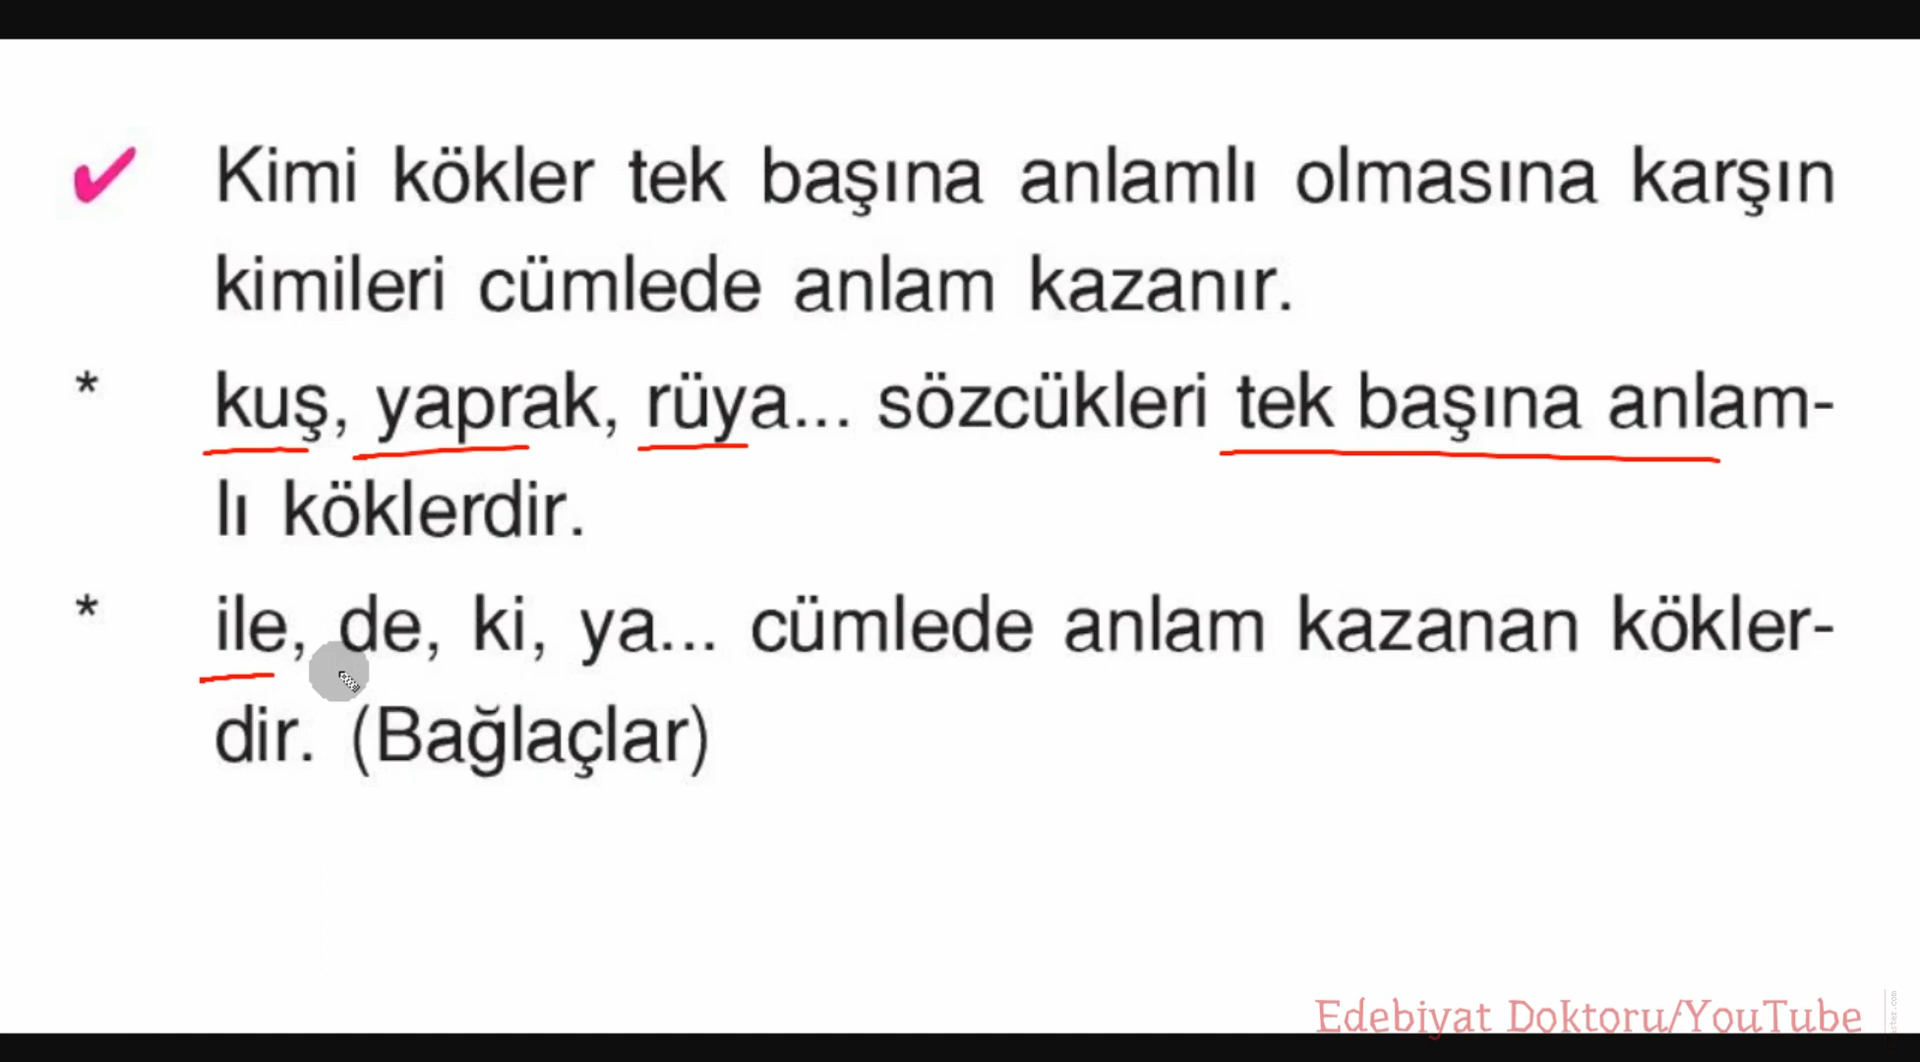 Kimi kökler tek başına anlamlı olmasına karşın
kimileri cümlede anlam kazanır.
* kuş, yaprak, rüya... sözcükleri tek başına anlam-
lı köklerdir.
* ile, de, ki, ya... cümlede anlam kazanan kökler-
dir. (Bağlaçlar)
Edebiyat Doktoru/YouTube